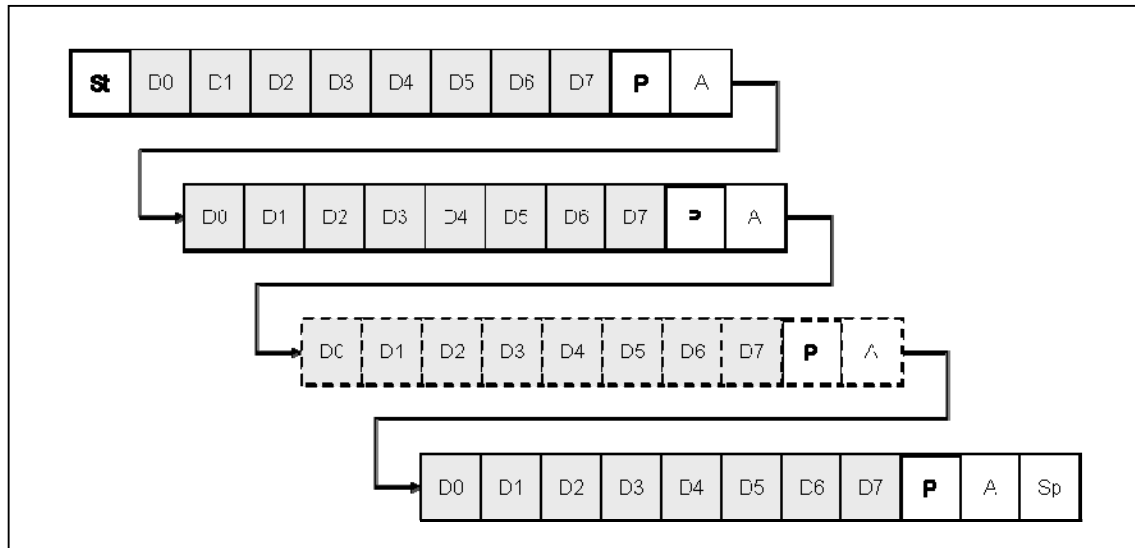 St D0 D1 D2 D3 D4 D5 D6 D7 P A
D0 D1 D2 D3 D4 D5 D6 D7 P A
D0 D1 D2 D3 D4 D5 D6 D7 P A
D0 D1 D2 D3 D4 D5 D6 D7 P A Sp